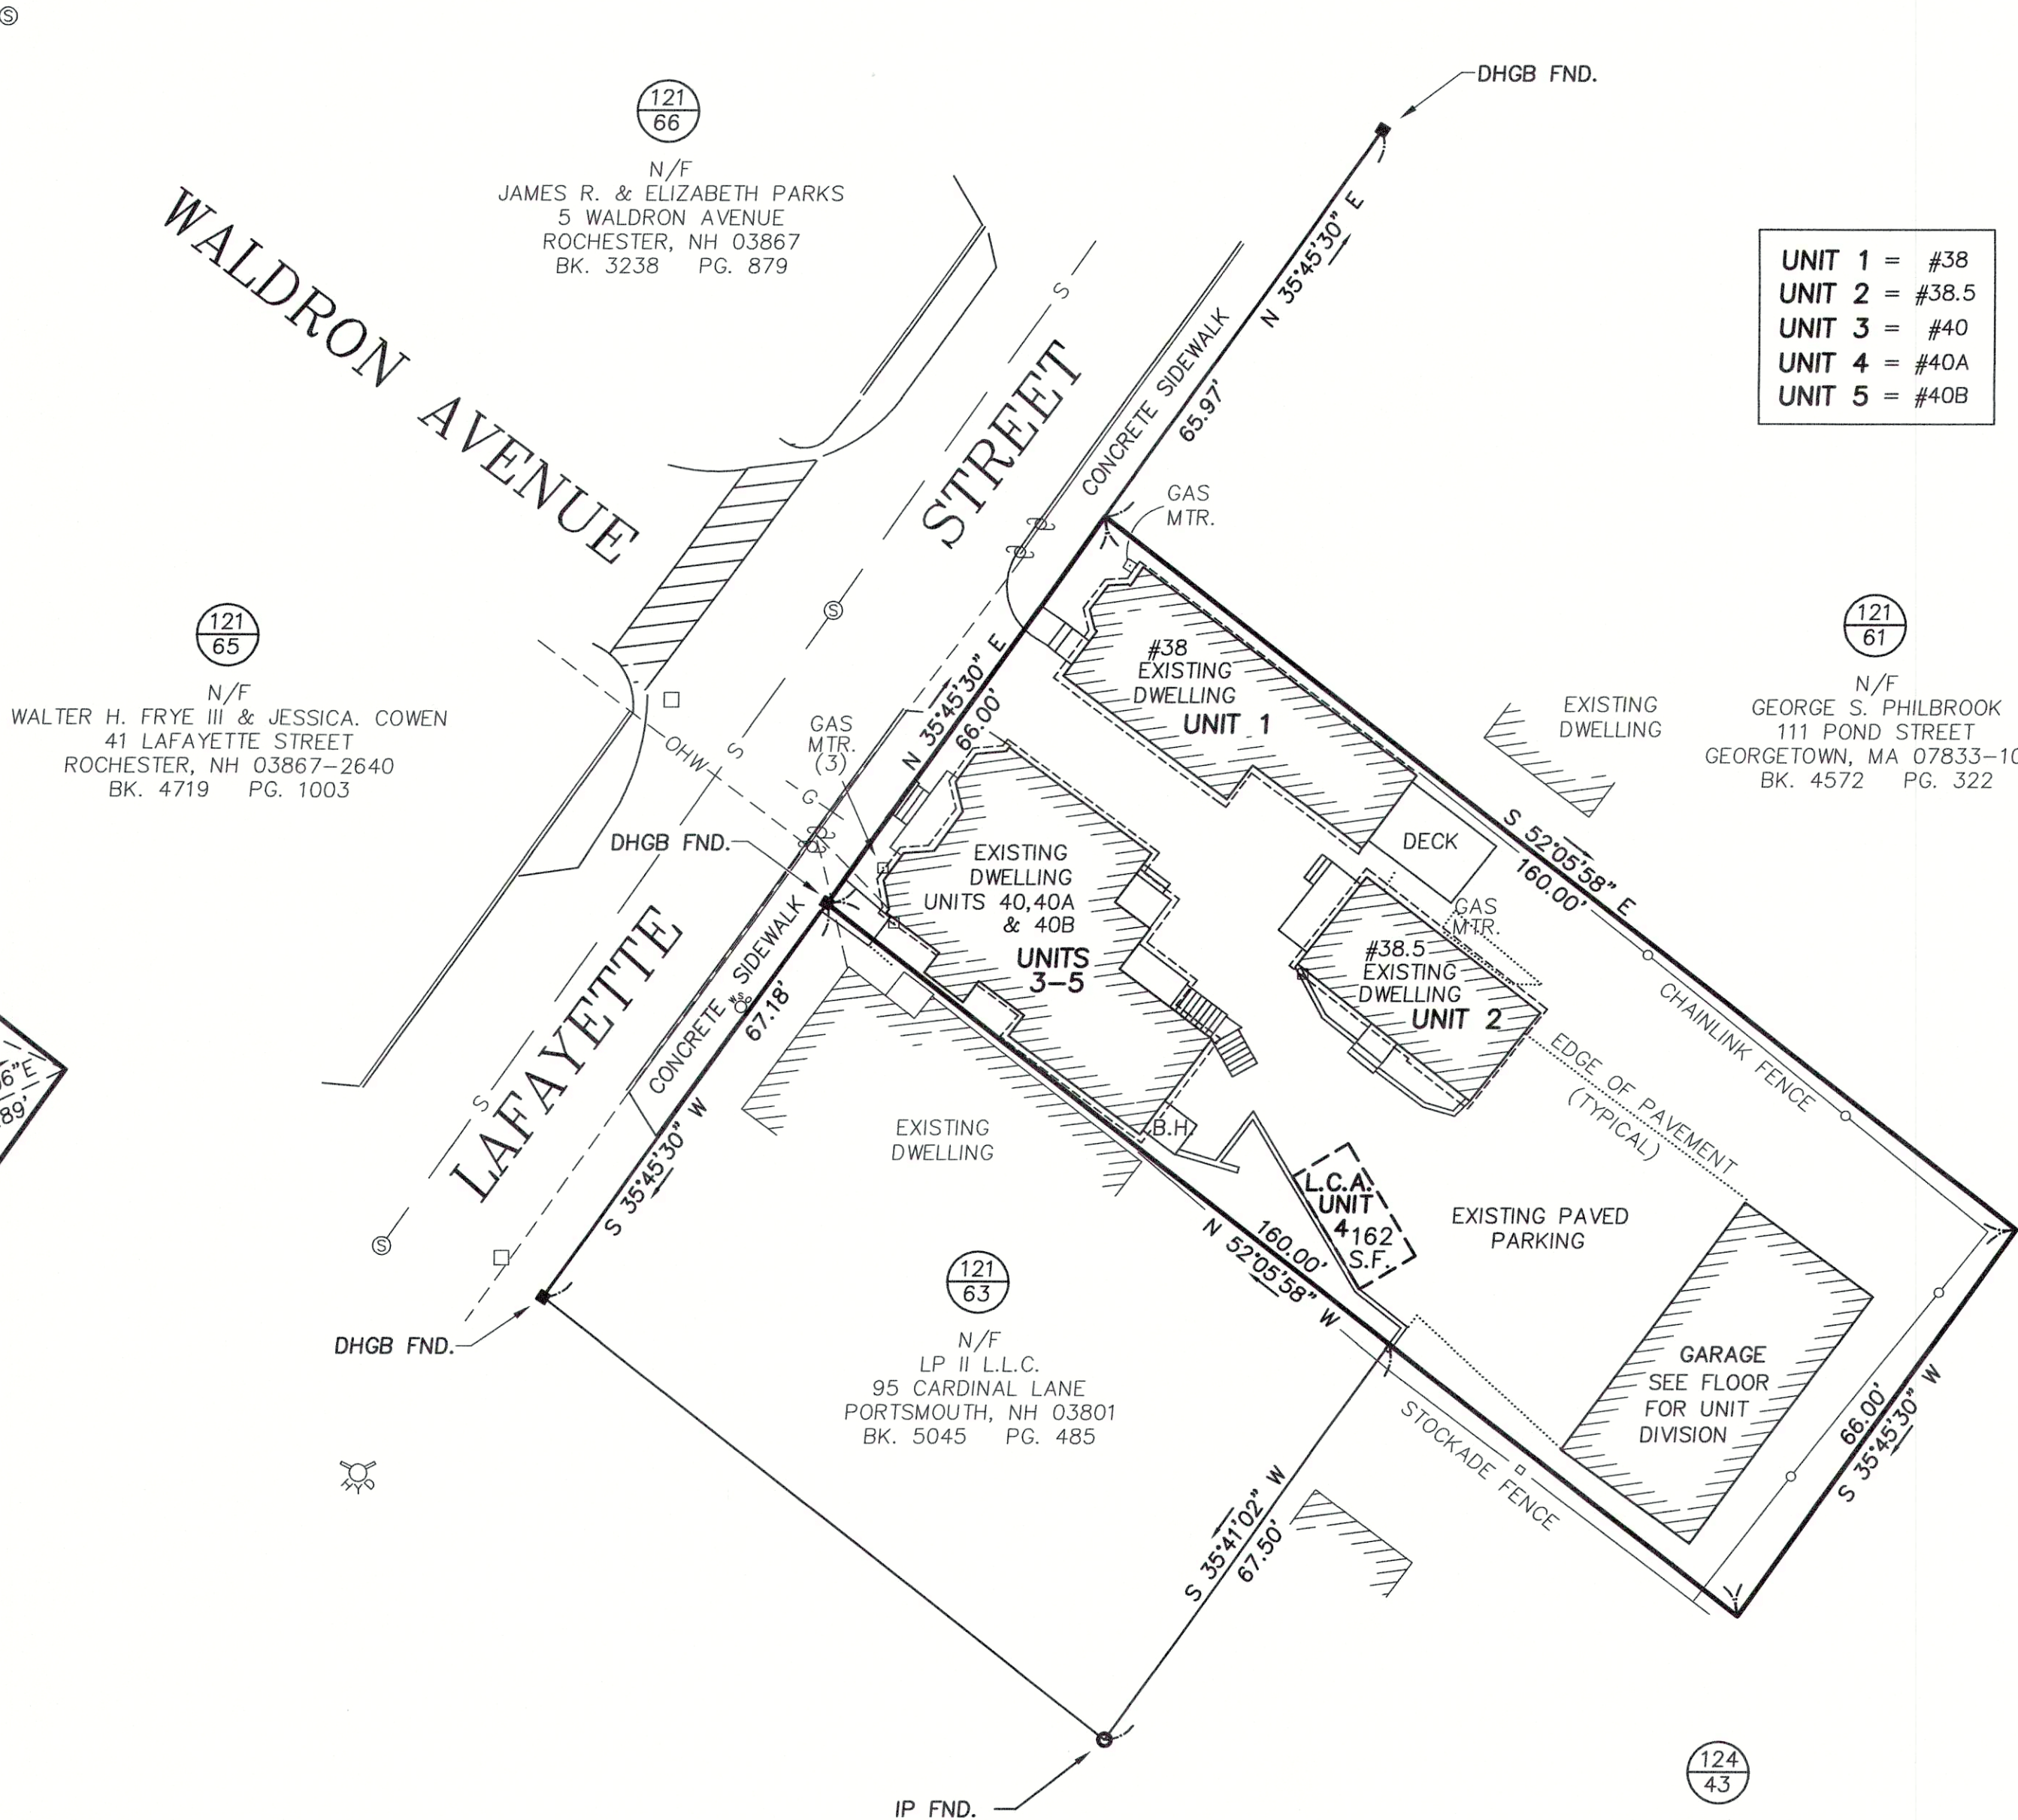 S
DHGB FND.
121
66
N/F
JAMES R. & ELIZABETH PARKS
5 WALDRON AVENUE
ROCHESTER, NH 03867
BK. 3238 PG. 879
WALDRON AVENUE
N 35°45'30" E
65.97'
UNIT 1 = #38
UNIT 2 = #38.5
UNIT 3 = #40
UNIT 4 = #40A
UNIT 5 = #40B
S
CONCRETE SIDEWALK
LAFAYETTE STREET
GAS
MTR.
S
121
65
N/F
WALTER H. FRYE III & JESSICA. COWEN
41 LAFAYETTE STREET
ROCHESTER, NH 03867-2640
BK. 4719 PG. 1003
121
61
N/F
GEORGE S. PHILBROOK
111 POND STREET
GEORGETOWN, MA 07833-10
BK. 4572 PG. 322
#38
EXISTING
DWELLING
UNIT 1
EXISTING
DWELLING
N 35°45'30" E
66.00'
GAS
MTR.
(3)
OHW
S
G
DHGB FND.
EXISTING
DWELLING
UNITS 40,40A
& 40B
UNITS
3-5
DECK
S 52°05'58" E
160.00'
GAS
MTR.
#38.5
EXISTING
DWELLING
UNIT 2
CHAINLINK FENCE
EDGE OF PAVEMENT
(TYPICAL)
CONCRETE SIDEWALK
WSO
67.18'
S 35°45'30" W
6"E
89'
S
EXISTING
DWELLING
B.H.
L.C.A.
UNIT
4 162
S.F.
EXISTING PAVED
PARKING
N 52°05'58" W
160.00'
S
DHGB FND.
121
63
N/F
LP II L.L.C.
95 CARDINAL LANE
PORTSMOUTH, NH 03801
BK. 5045 PG. 485
GARAGE
SEE FLOOR
FOR UNIT
DIVISION
66.00'
S 35°45'30" W
STOCKADE FENCE
HYD
S 35°41'02" W
67.50'
IP FND.
124
43